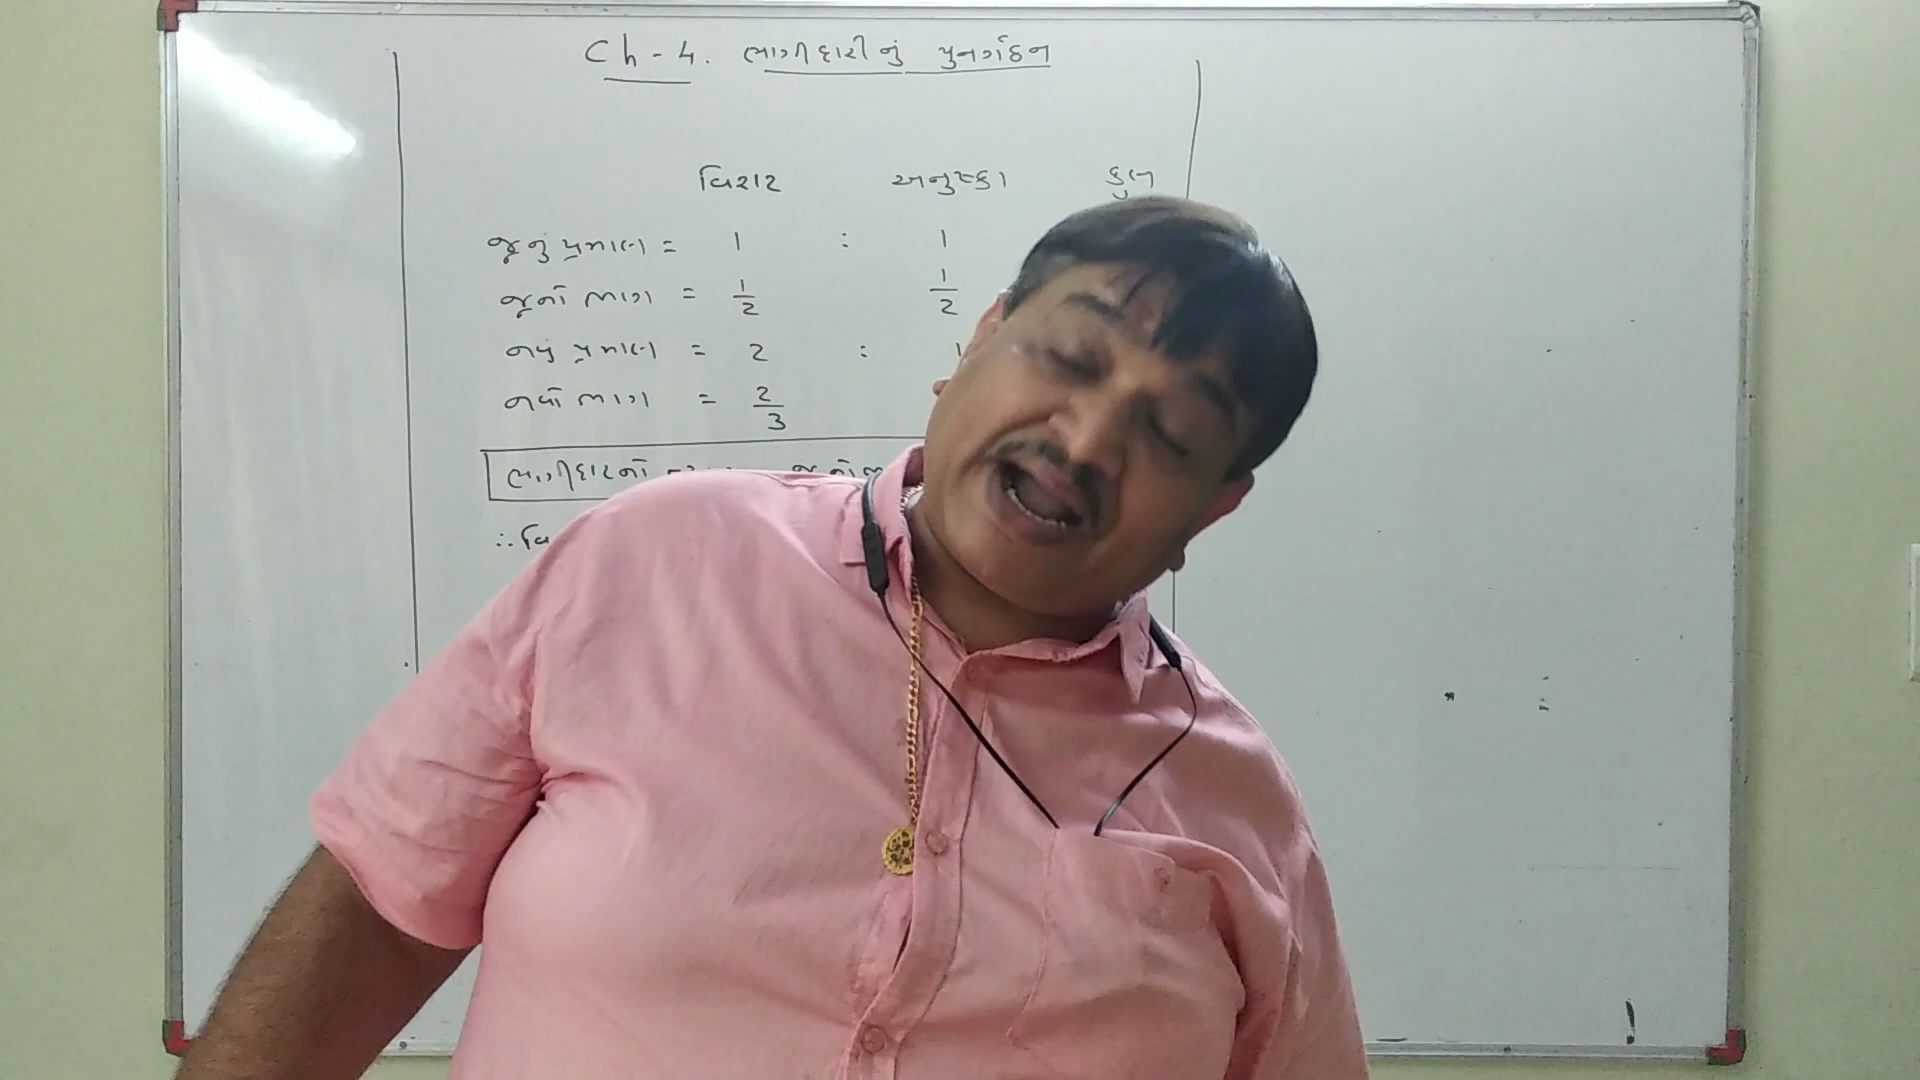 Ch - 4. ભાગીદારીનું પુનર્ગઠન
વિરાટ : અનુષ્કા કુલ
જૂનું પ્રમાણ = 1 : 1
જૂનો ભાગ = 1/2 1/2
નવું પ્રમાણ = 2 : 1
નવો ભાગ = 2/3
ભાગીદારનો
∴ વિ